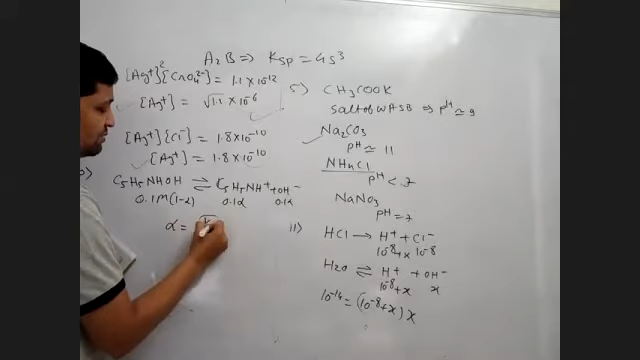 A₂B ⇒ Ksp = 4s³
[Ag⁺]²[CrO₄²⁻] = 1.1 × 10⁻¹²
[Ag⁺] = √1.1 × 10⁻⁶
[Ag⁺][Cl⁻] = 1.8 × 10⁻¹⁰
[Ag⁺] = 1.8 × 10⁻¹⁰
C₅H₅NHOH ⇌ C₅H₅NH⁺ + OH⁻
0.1M(1-α) 0.1α 0.1α
α = √K
5) CH₃COOK
Salt of WASB ⇒ pH ≃ 9
Na₂CO₃
pH ≃ 11
NH₄Cl
pH < 7
NaNO₃
pH = 7
11) HCl → H⁺ + Cl⁻
10⁻⁸+x 10⁻⁸
H₂O ⇌ H⁺ + OH⁻
10⁻⁸+x x
10⁻¹⁴ = (10⁻⁸+x) x